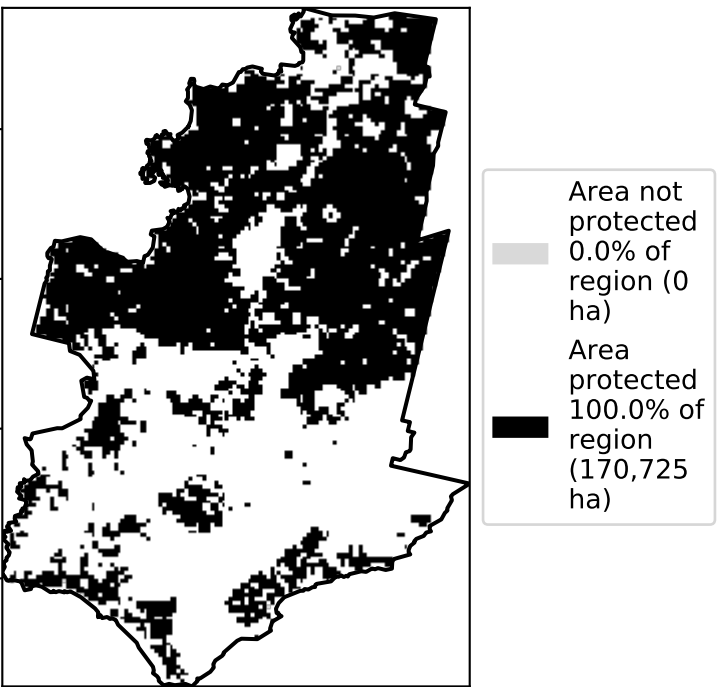 Area not
protected
0.0% of
region (0
ha)
Area
protected
100.0% of
region
(170,725
ha)